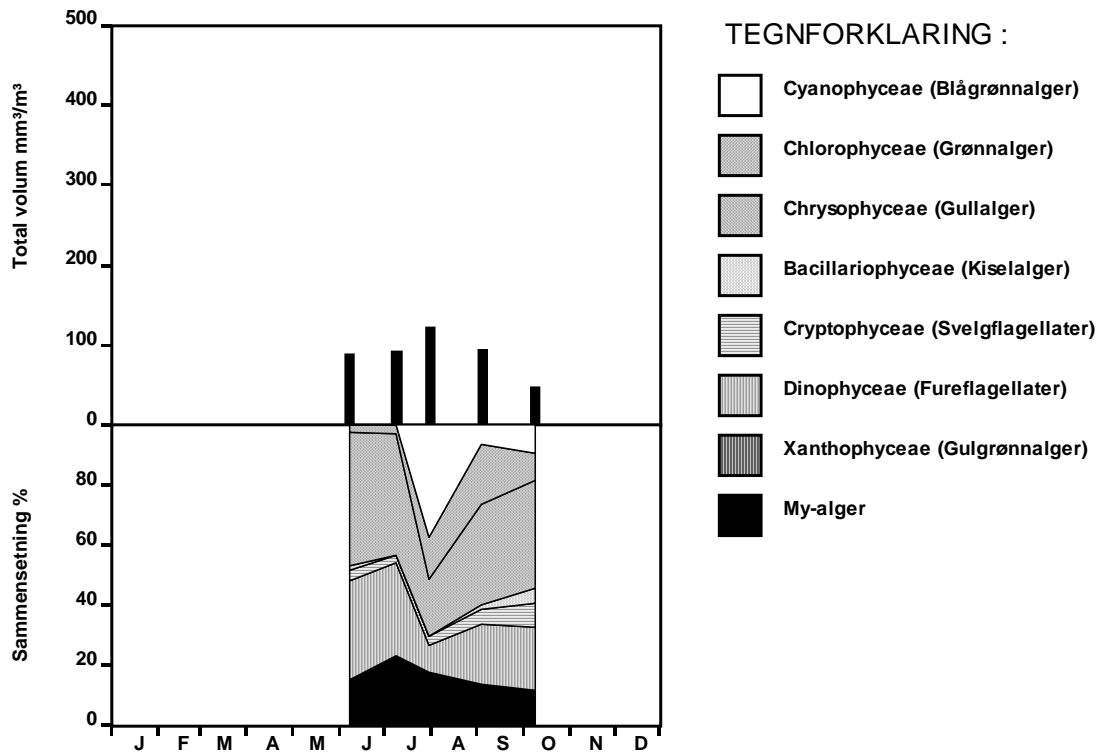 500
400
300
200
100
0
Total volum mm³/m³
80
60
40
20
0
Sammensetning %
J F M A M J J A S O N D
TEGNFORKLARING :
Cyanophyceae (Blågrønnalger)
Chlorophyceae (Grønnalger)
Chrysophyceae (Gullalger)
Bacillariophyceae (Kiselalger)
Cryptophyceae (Svelgflagellater)
Dinophyceae (Fureflagellater)
Xanthophyceae (Gulgrønnalger)
My-alger